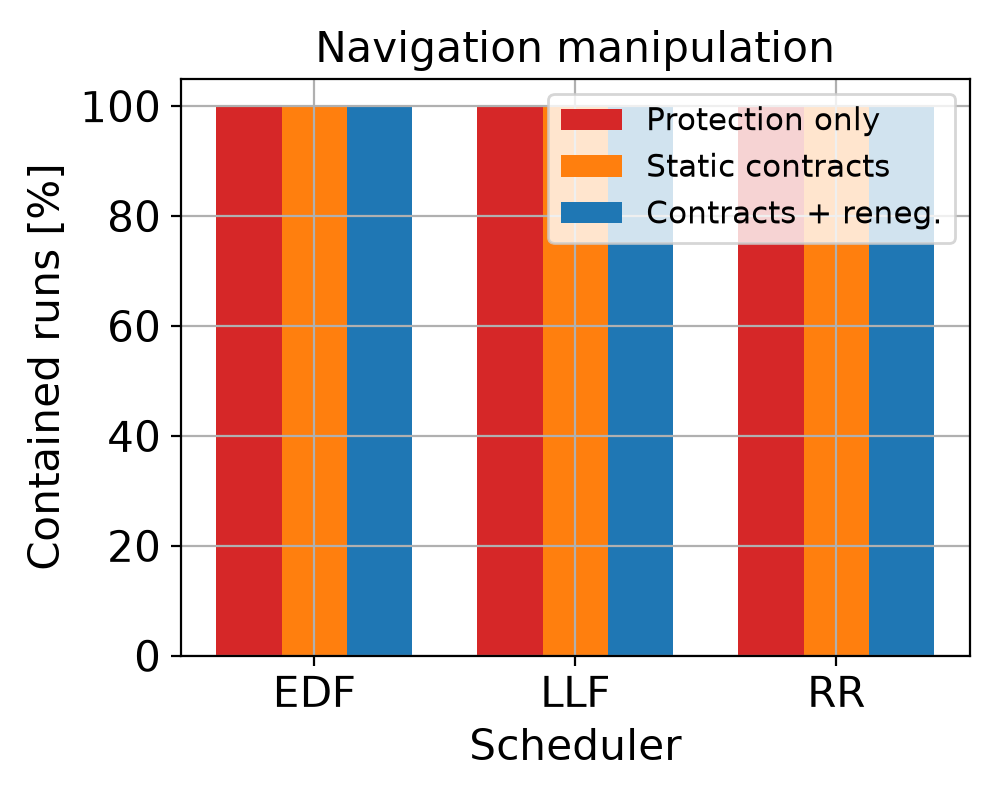 Navigation manipulation
Contained runs [%]
100
80
60
40
20
0
Protection only
Static contracts
Contracts + reneg.
EDF LLF RR
Scheduler